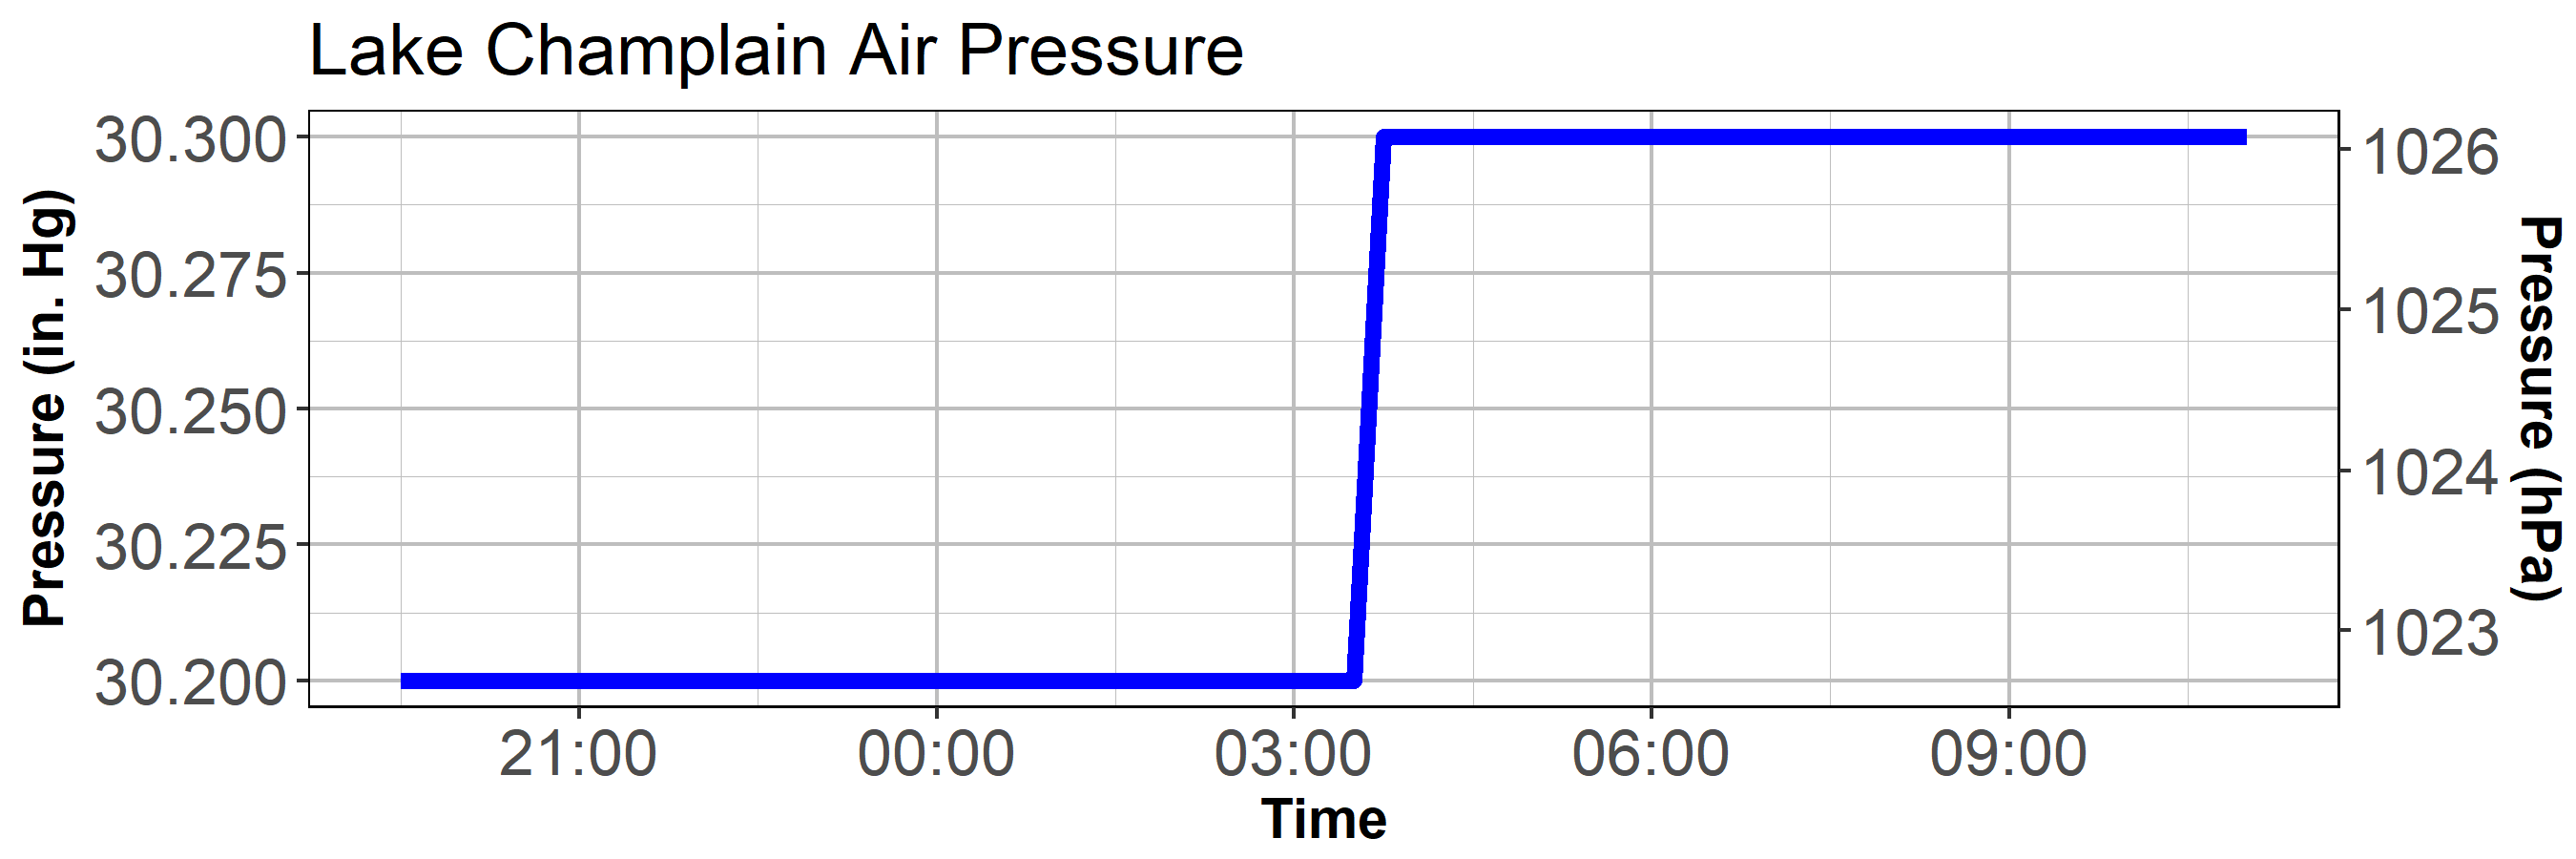 Lake Champlain Air Pressure
Pressure (in. Hg)
30.300
30.275
30.250
30.225
30.200
1026
1025
1024
1023
Pressure (hPa)
21:00 00:00 03:00 06:00 09:00
Time